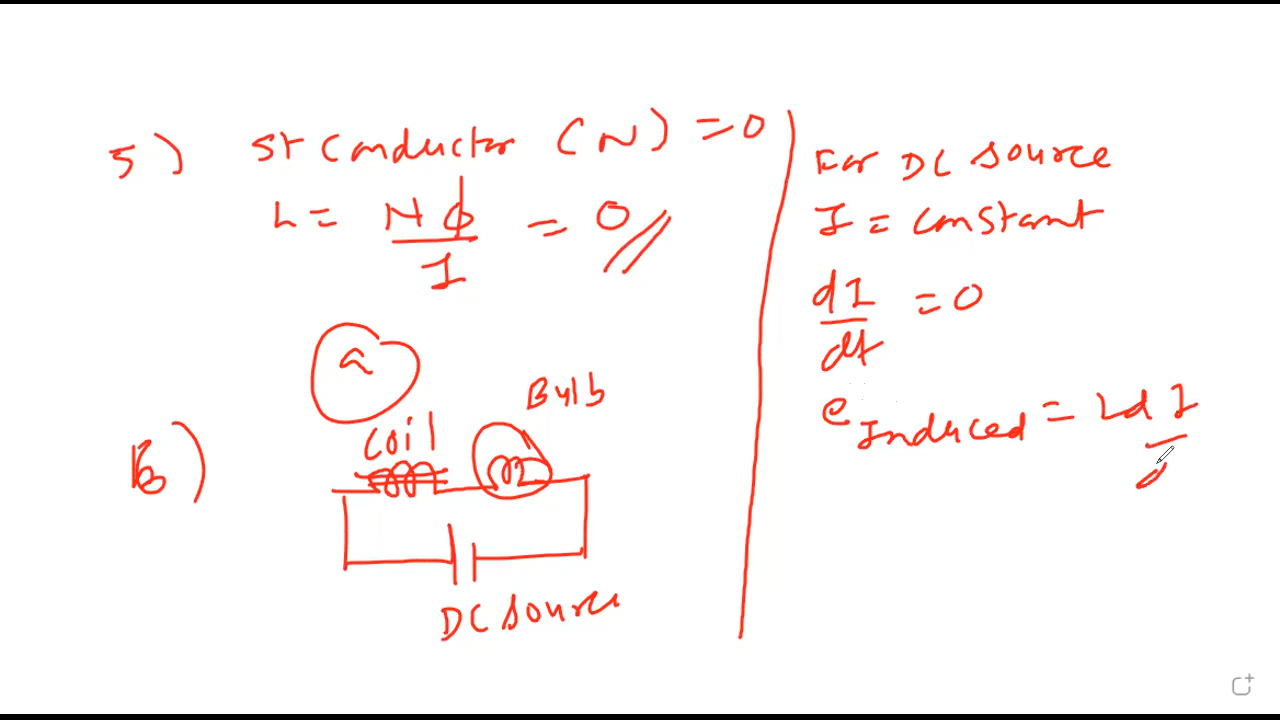 5) St Conductor (N) = 0
L = Nϕ/I = 0
a
6)
Coil
Bulb
DC source
For DC source
I = constant
dI/dt = 0
e Induced = LdI/d